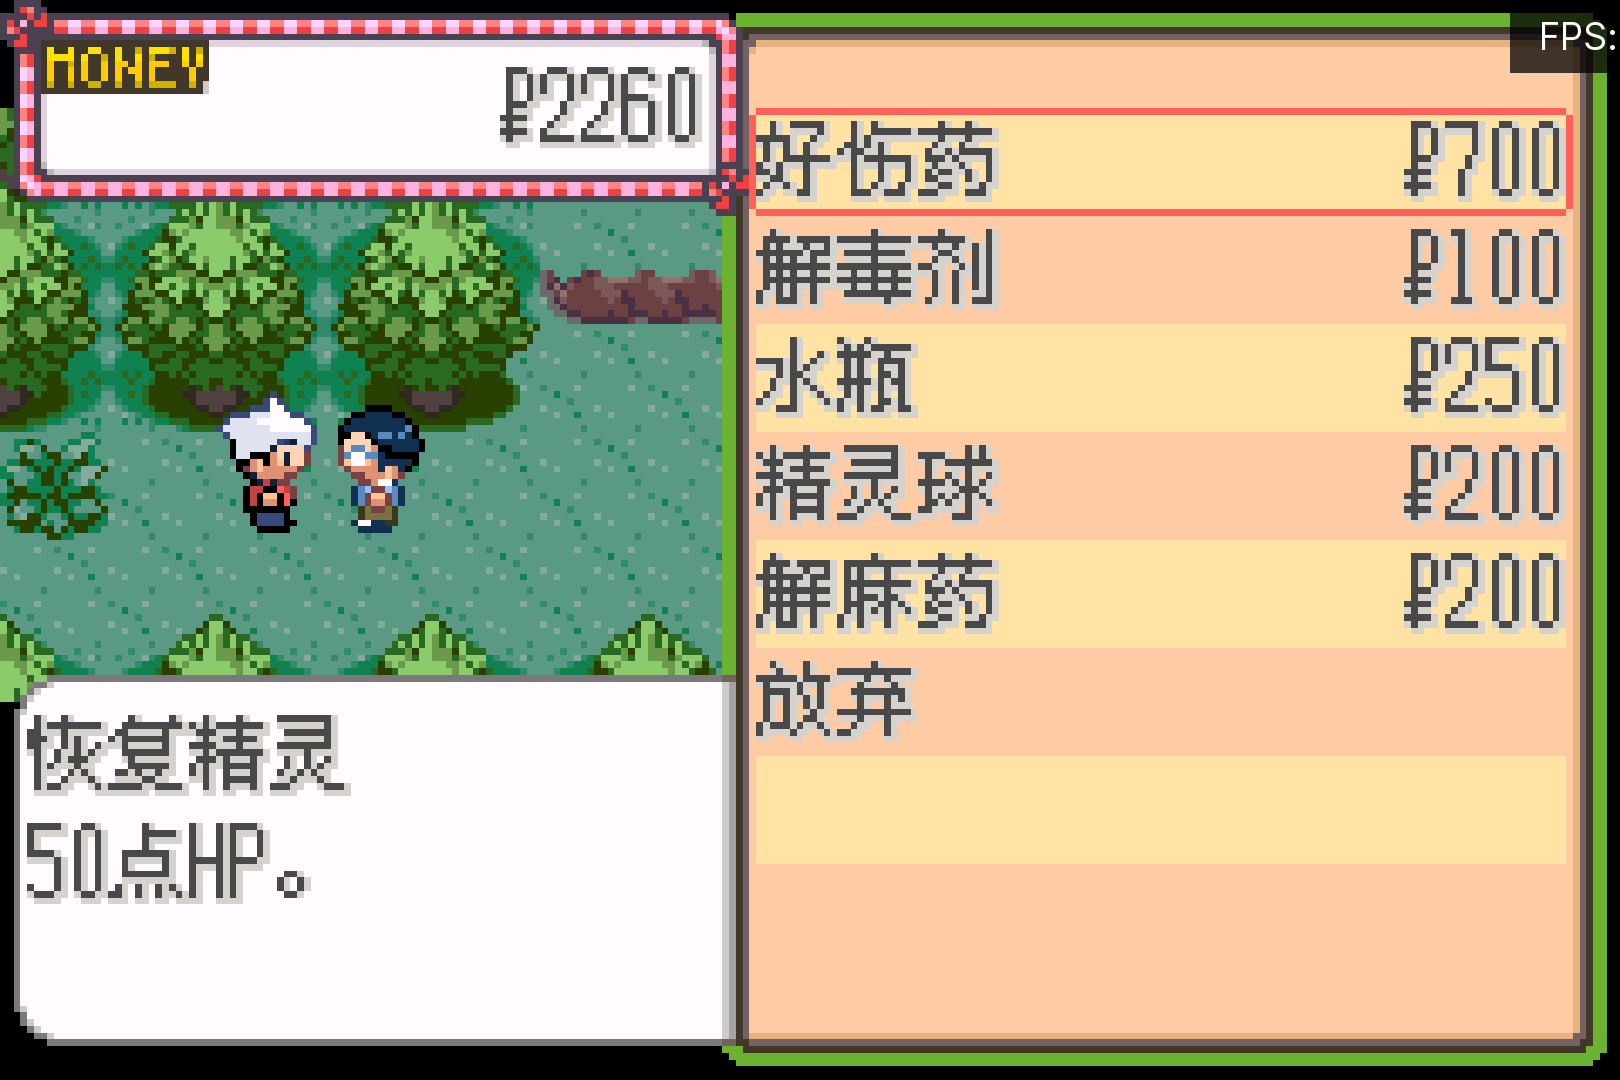 MONEY
₽2260
FPS:
好伤药 ₽700
解毒剂 ₽100
水瓶 ₽250
精灵球 ₽200
解麻药 ₽200
放弃
恢复精灵
50点HP。